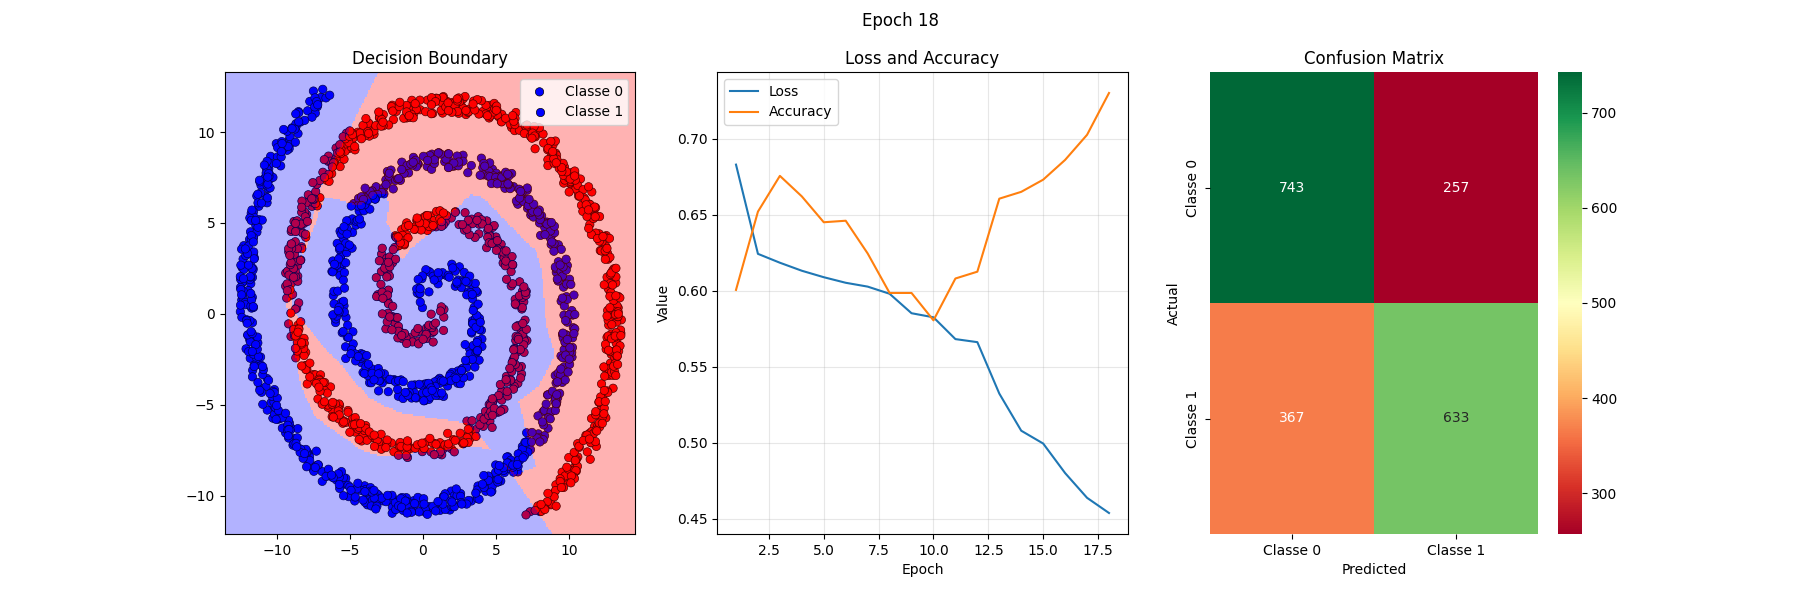 Epoch 18
Decision Boundary
Classe 0
Classe 1
10
5
0
−5
−10
−10
−5
0
5
10
Loss and Accuracy
Loss
Accuracy
Value
0.70
0.65
0.60
0.55
0.50
0.45
2.5
5.0
7.5
10.0
12.5
15.0
17.5
Epoch
Confusion Matrix
Actual
Classe 0
Classe 1
743
257
367
633
Classe 0
Classe 1
Predicted
700
600
500
400
300